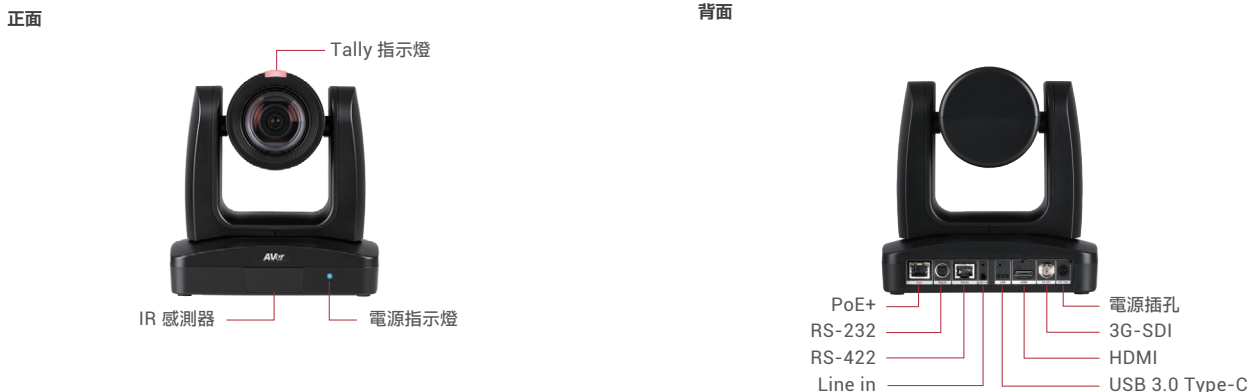 正面
Tally 指示燈
AVer
IR 感測器
電源指示燈
背面
PoE+
RS-232
RS-422
Line in
電源插孔
3G-SDI
HDMI
USB 3.0 Type-C